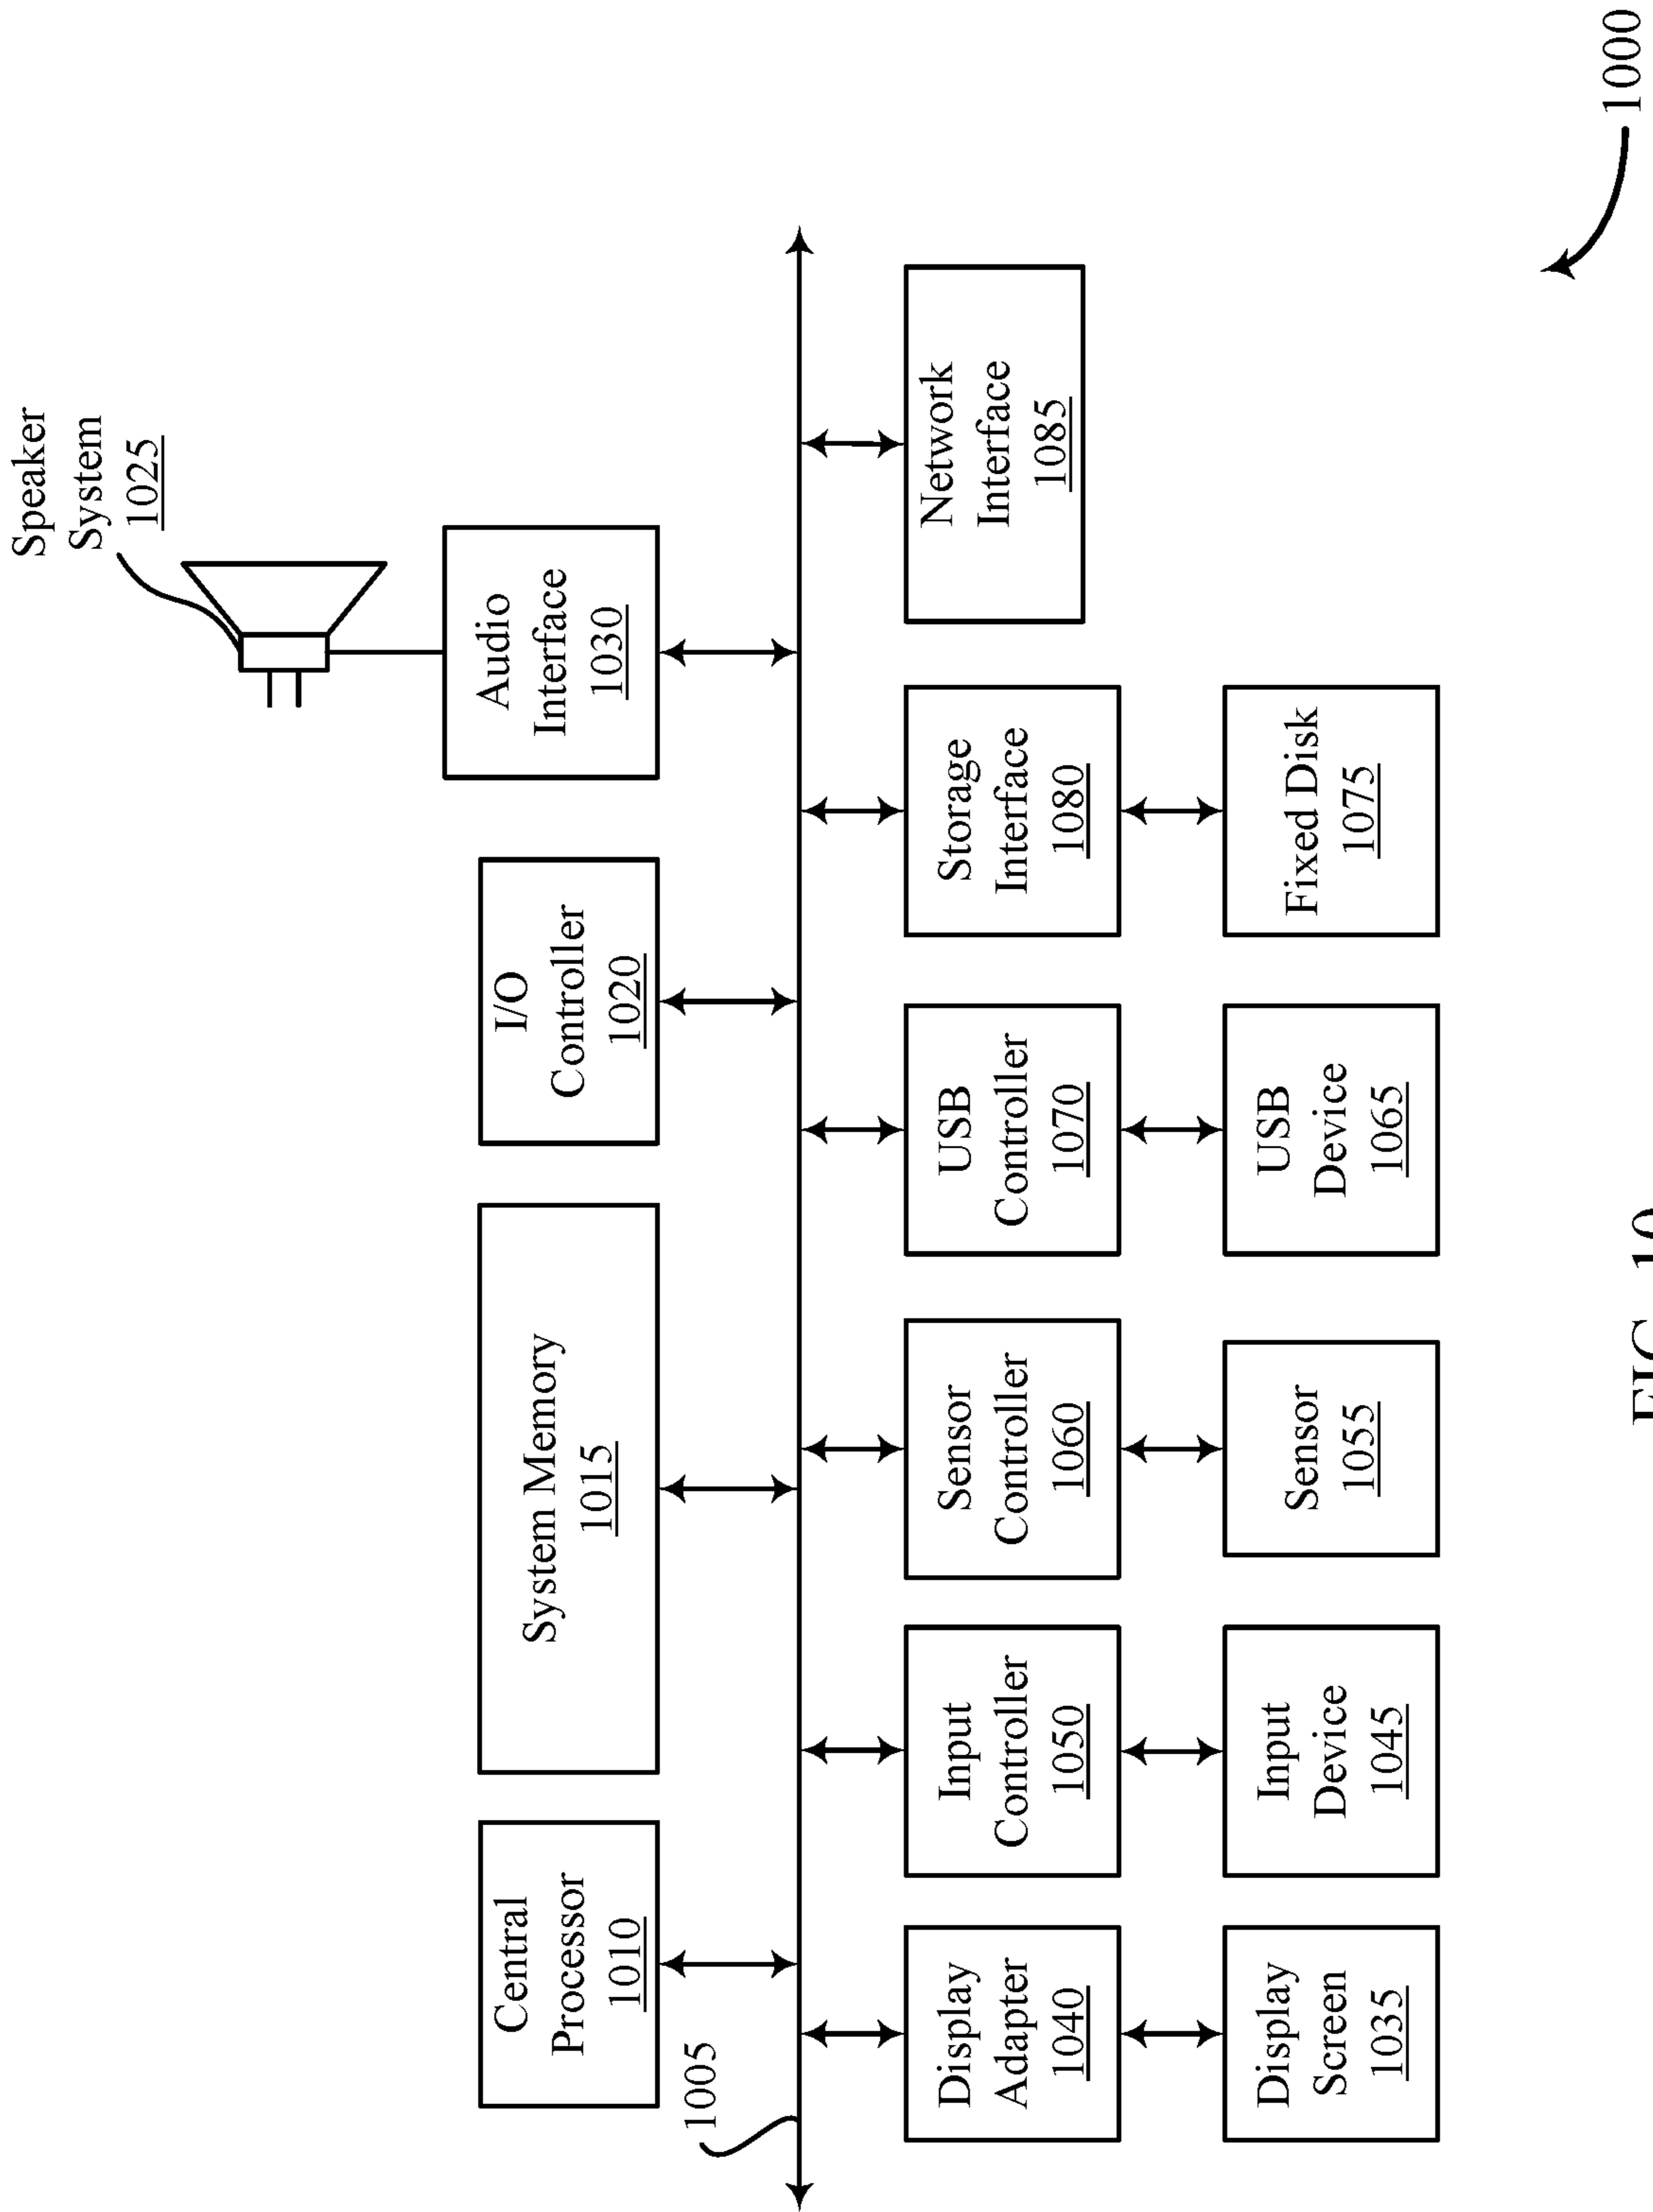 Speaker
System
1025
Central
Processor
1010
System Memory
1015
I/O
Controller
1020
Audio
Interface
1030
1005
Display
Adapter
1040
Input
Controller
1050
Sensor
Controller
1060
USB
Controller
1070
Storage
Interface
1080
Network
Interface
1085
Display
Screen
1035
Input
Device
1045
Sensor
1055
USB
Device
1065
Fixed Disk
1075
1000
FIG. 10